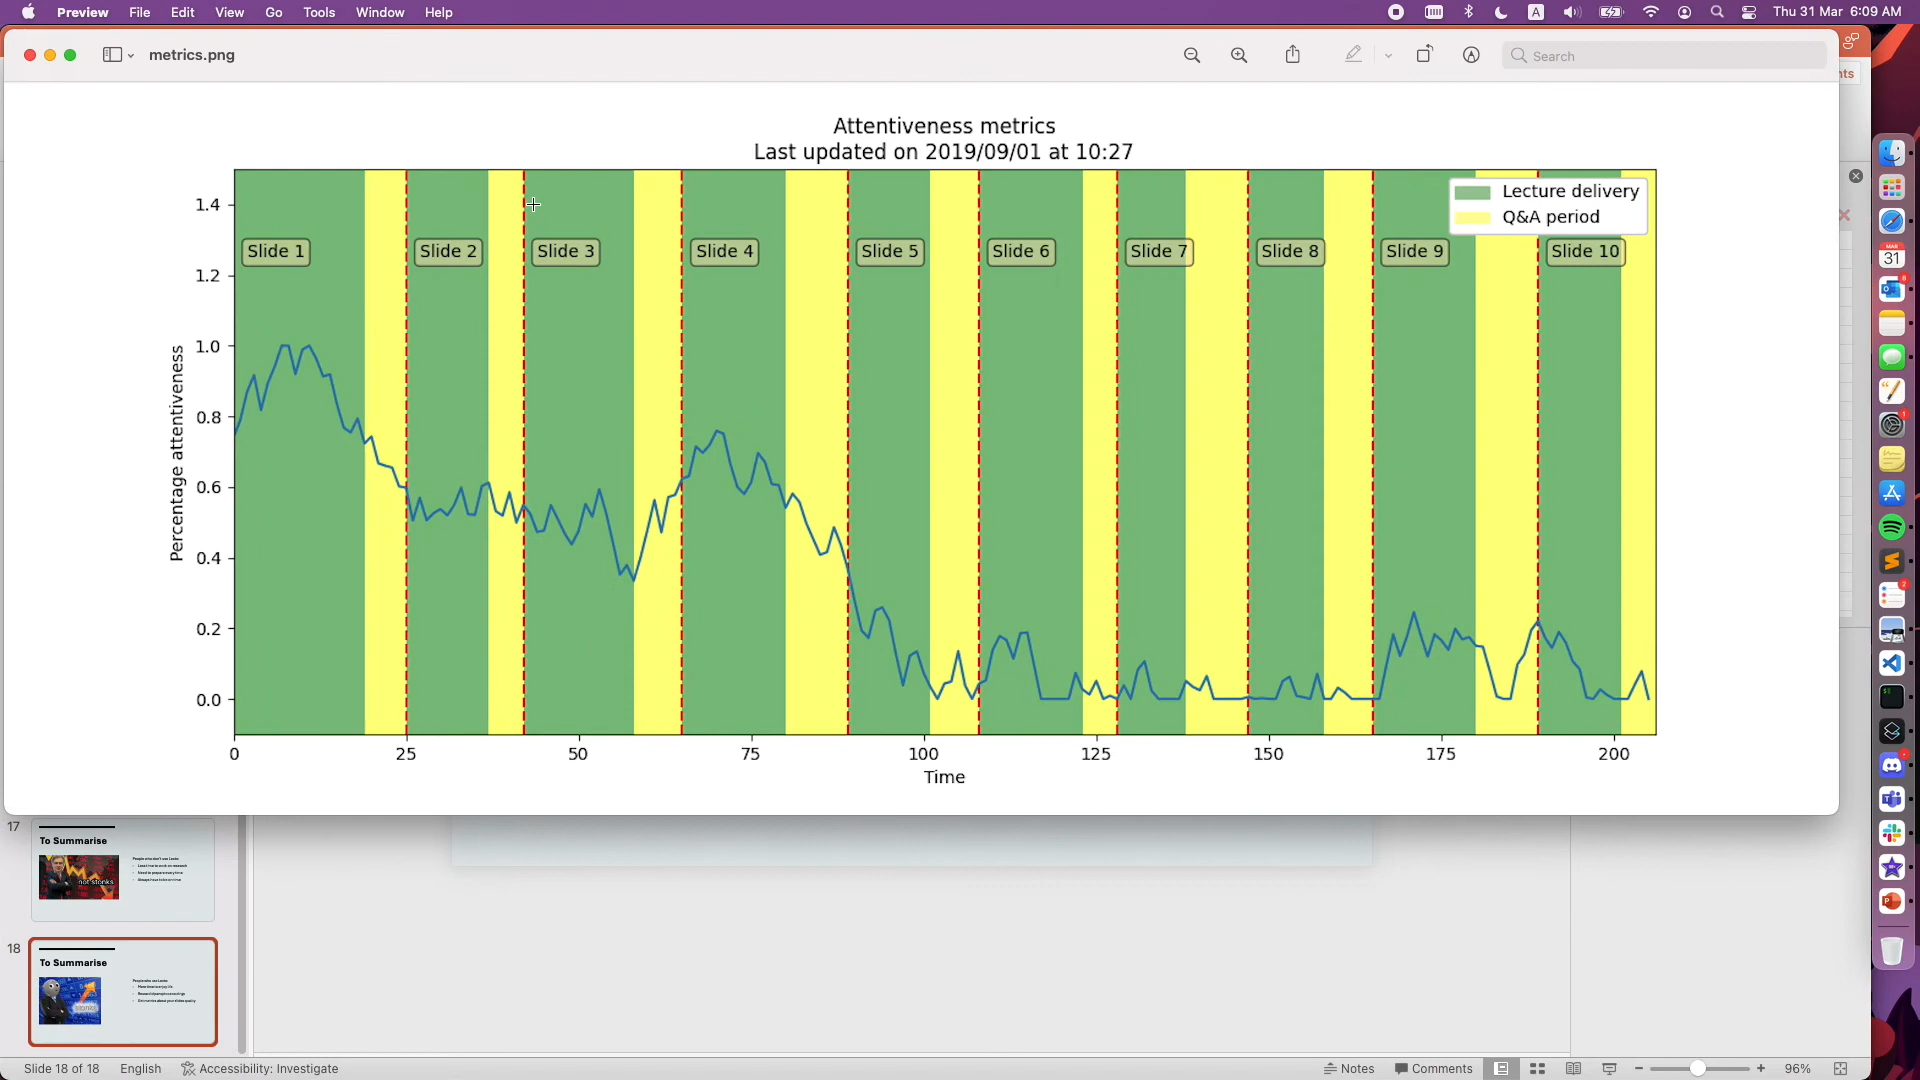 Preview File Edit View Go Tools Window Help
A
Thu 31 Mar 6:09 AM
metrics.png
Search
Attentiveness metrics
Last updated on 2019/09/01 at 10:27
Lecture delivery
Q&A period
Slide 1 Slide 2 Slide 3 Slide 4 Slide 5 Slide 6 Slide 7 Slide 8 Slide 9 Slide 10
1.4
1.2
1.0
0.8
0.6
0.4
0.2
0.0
Percentage attentiveness
0 25 50 75 100 125 150 175 200
Time
nts
MAR
31
17
To Summarise
not stonks
18
To Summarise
Slide 18 of 18 English Accessibility: Investigate
Notes Comments 96%